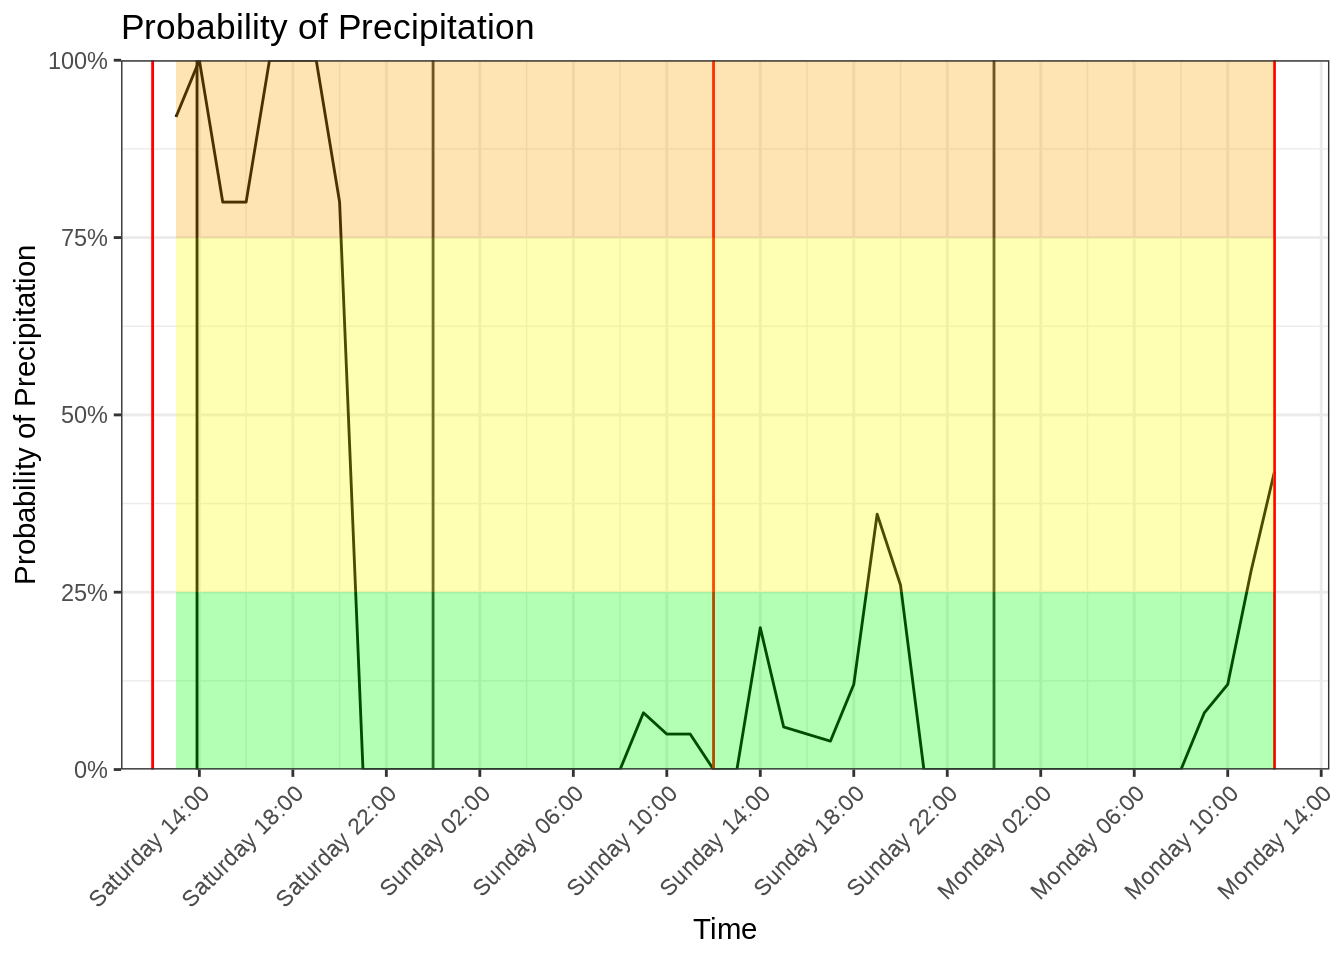 Probability of Precipitation
Probability of Precipitation
100%
75%
50%
25%
0%
Saturday 14:00
Saturday 18:00
Saturday 22:00
Sunday 02:00
Sunday 06:00
Sunday 10:00
Sunday 14:00
Sunday 18:00
Sunday 22:00
Monday 02:00
Monday 06:00
Monday 10:00
Monday 14:00
Time